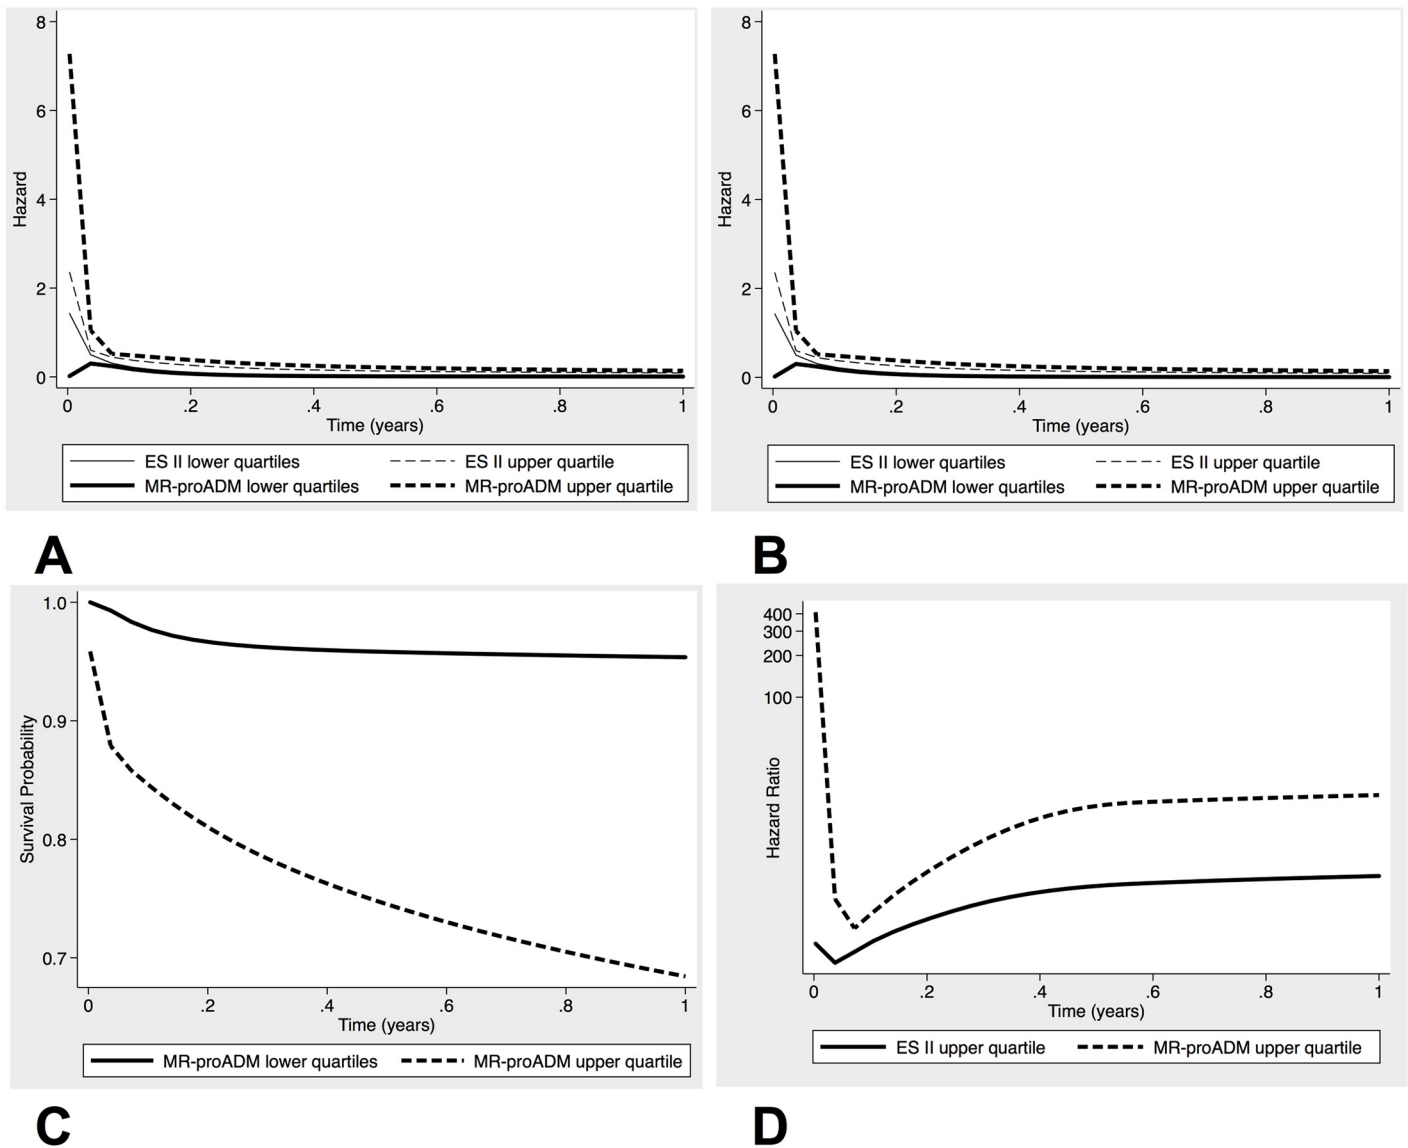 8
6
4
2
0
Hazard
0 .2 .4 .6 .8 1
Time (years)
ES II lower quartiles ES II upper quartile
MR-proADM lower quartiles MR-proADM upper quartile
A
8
6
4
2
0
Hazard
0 .2 .4 .6 .8 1
Time (years)
ES II lower quartiles ES II upper quartile
MR-proADM lower quartiles MR-proADM upper quartile
B
1.0
0.9
0.8
0.7
Survival Probability
0 .2 .4 .6 .8 1
Time (years)
MR-proADM lower quartiles MR-proADM upper quartile
C
400
300
200
100
Hazard Ratio
0 .2 .4 .6 .8 1
Time (years)
ES II upper quartile MR-proADM upper quartile
D